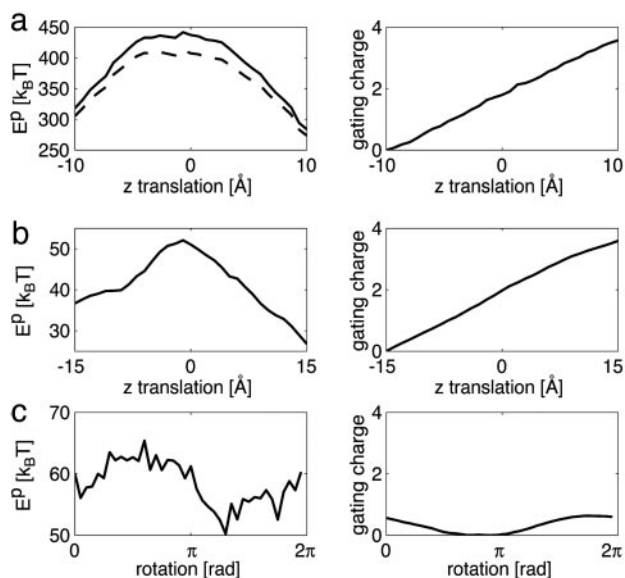 a
450
400
350
300
250
E^p [k_BT]
-10 0 10
z translation [Å]
4
2
0
gating charge
-10 0 10
z translation [Å]
b
50
40
30
E^p [k_BT]
-15 0 15
z translation [Å]
4
2
0
gating charge
-15 0 15
z translation [Å]
c
70
60
50
E^p [k_BT]
0 π 2π
rotation [rad]
4
2
0
gating charge
0 π 2π
rotation [rad]